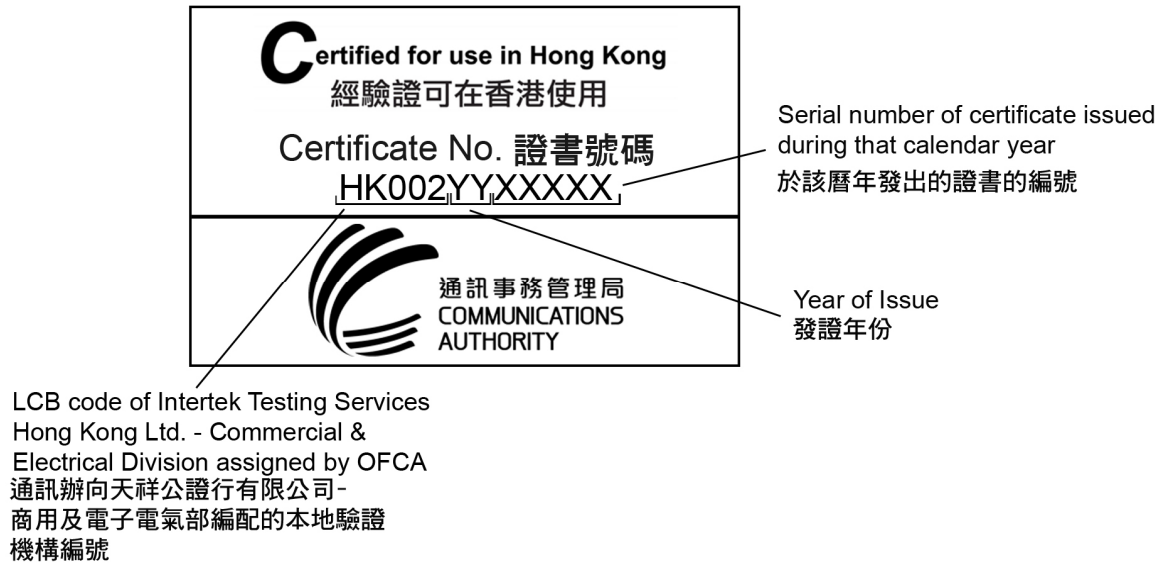 Certified for use in Hong Kong
經驗證可在香港使用
Certificate No. 證書號碼
HK002YYXXXXX
通訊事務管理局
COMMUNICATIONS
AUTHORITY
Serial number of certificate issued
during that calendar year
於該曆年發出的證書的編號
Year of Issue
發證年份
LCB code of Intertek Testing Services
Hong Kong Ltd. - Commercial &
Electrical Division assigned by OFCA
通訊辦向天祥公證行有限公司-
商用及電子電氣部編配的本地驗證
機構編號